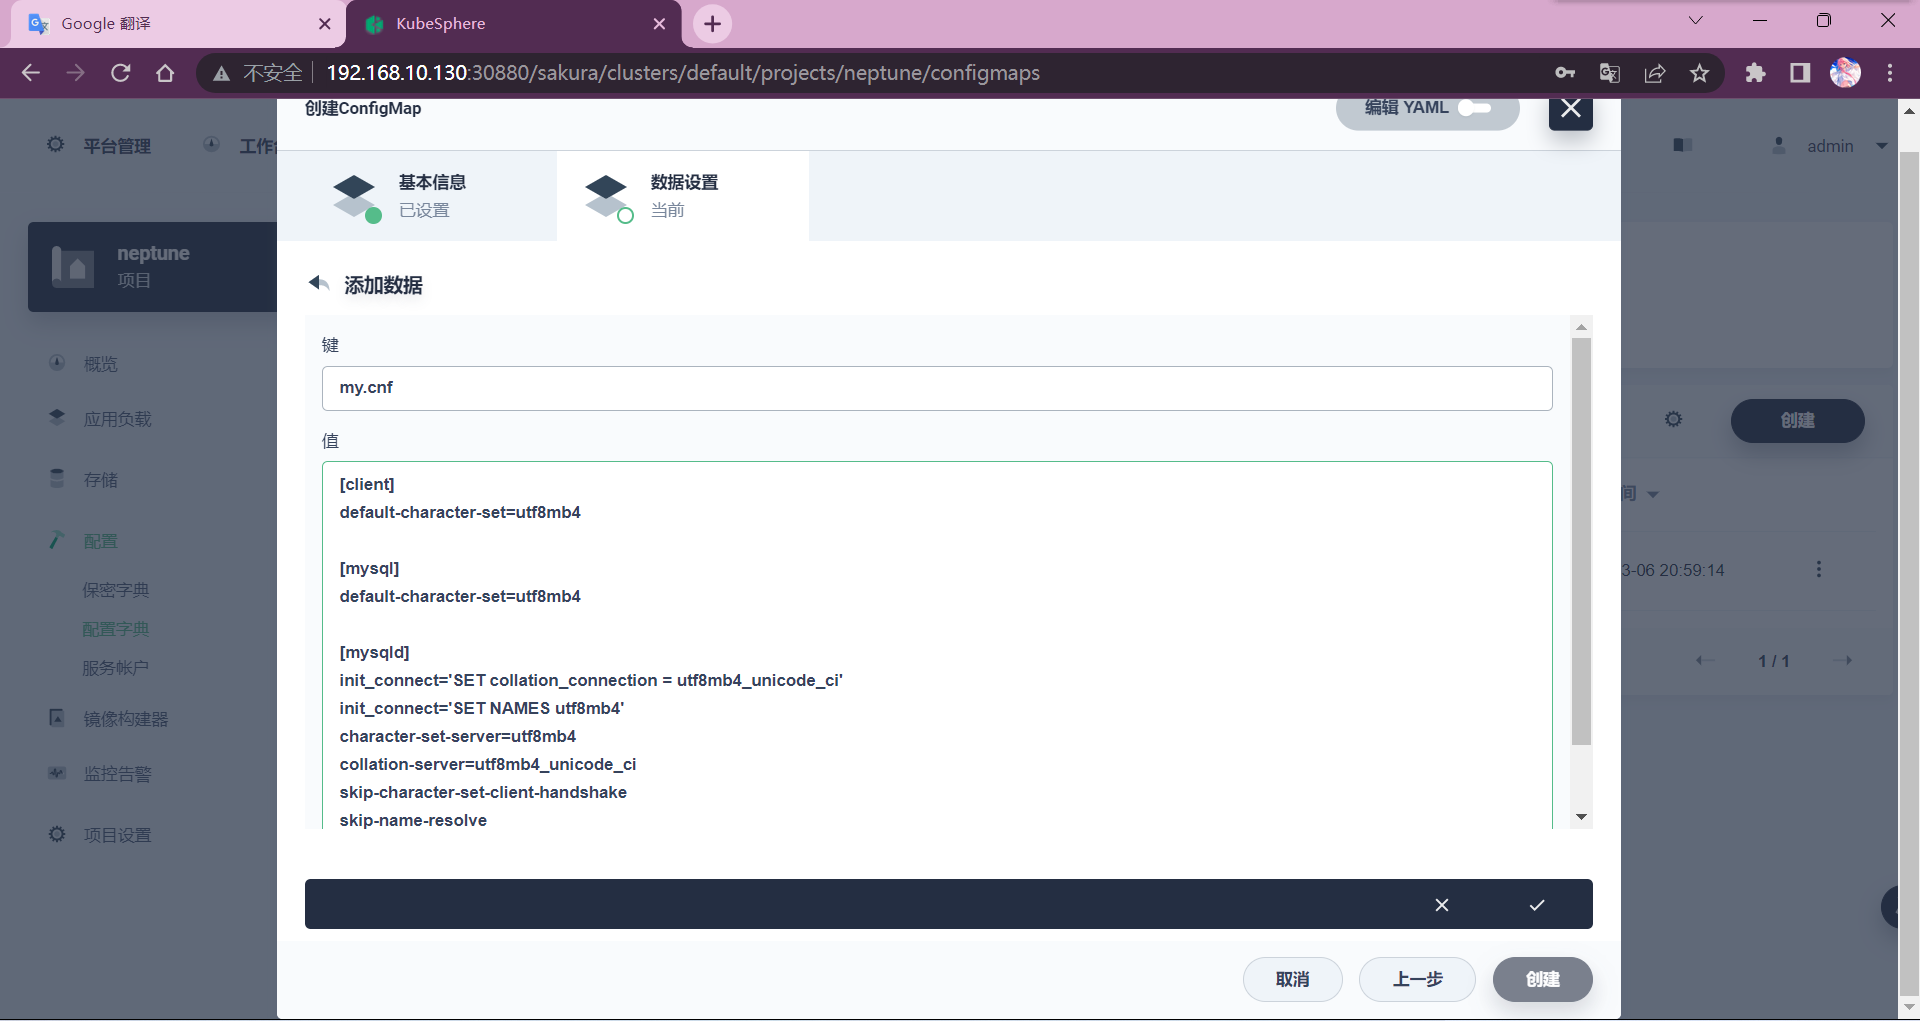 Google 翻译
KubeSphere
不安全
192.168.10.130:30880/sakura/clusters/default/projects/neptune/configmaps
创建ConfigMap
编辑 YAML
平台管理
工作
admin
基本信息
已设置
数据设置
当前
neptune
项目
添加数据
键
my.cnf
概览
应用负载
创建
值
[client]
default-character-set=utf8mb4
[mysql]
default-character-set=utf8mb4
[mysqld]
init_connect='SET collation_connection = utf8mb4_unicode_ci'
init_connect='SET NAMES utf8mb4'
character-set-server=utf8mb4
collation-server=utf8mb4_unicode_ci
skip-character-set-client-handshake
skip-name-resolve
存储
间
配置
3-06 20:59:14
保密字典
配置字典
服务帐户
1 / 1
镜像构建器
监控告警
项目设置
取消
上一步
创建